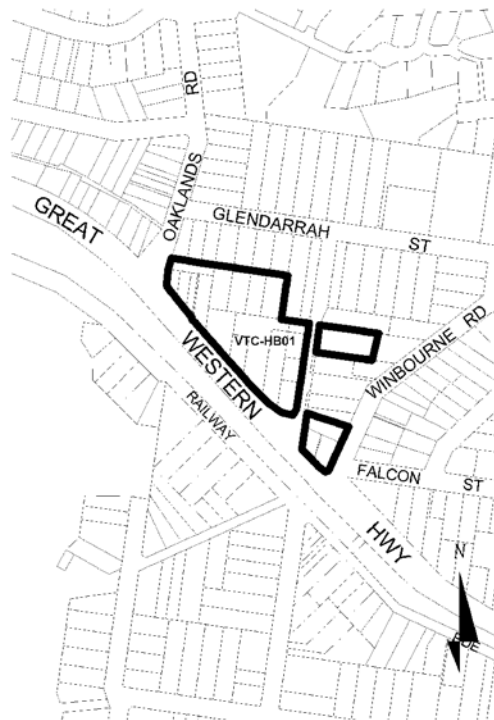 OAKLANDS RD
GREAT
GLENDARRAH ST
VTC-HB01
WESTERN
WINBOURNE RD
RAILWAY
FALCON ST
HWY
N